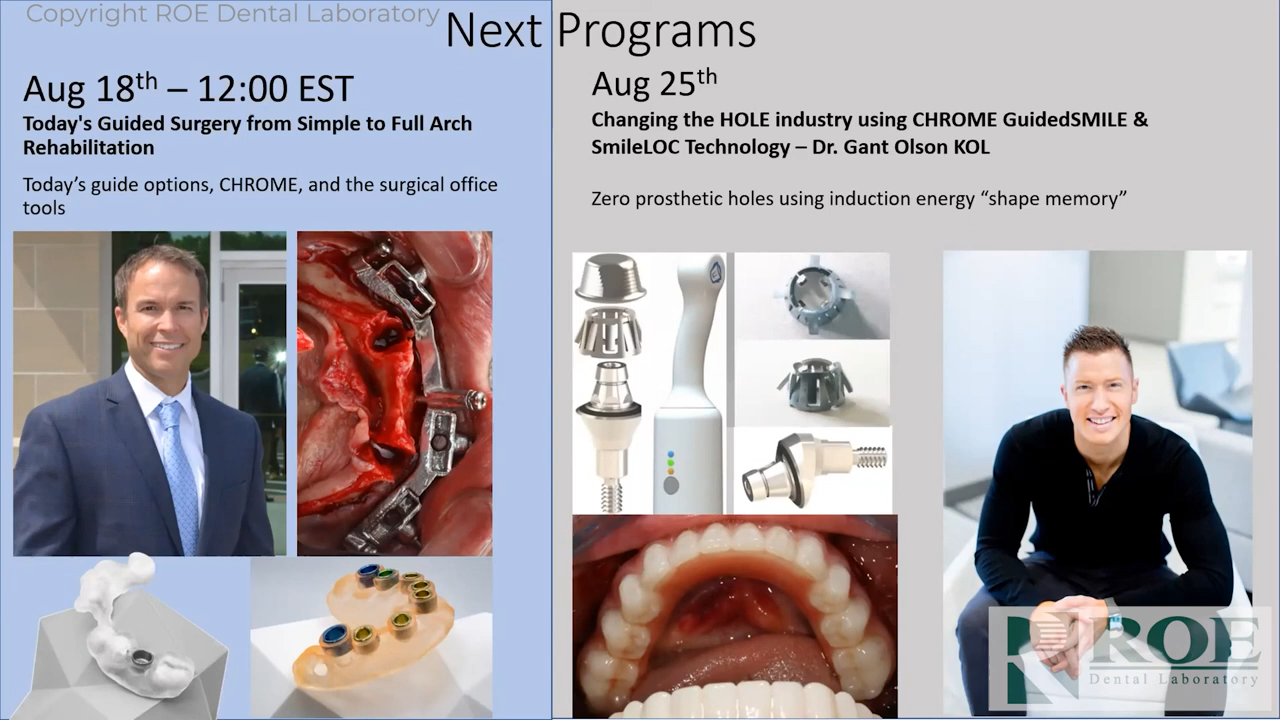 Copyright ROE Dental Laboratory
Next Programs
Aug 18th – 12:00 EST
Today's Guided Surgery from Simple to Full Arch
Rehabilitation
Today’s guide options, CHROME, and the surgical office
tools
Aug 25th
Changing the HOLE industry using CHROME GuidedSMILE &
SmileLOC Technology – Dr. Gant Olson KOL
Zero prosthetic holes using induction energy “shape memory”
ROE
Dental Laboratory